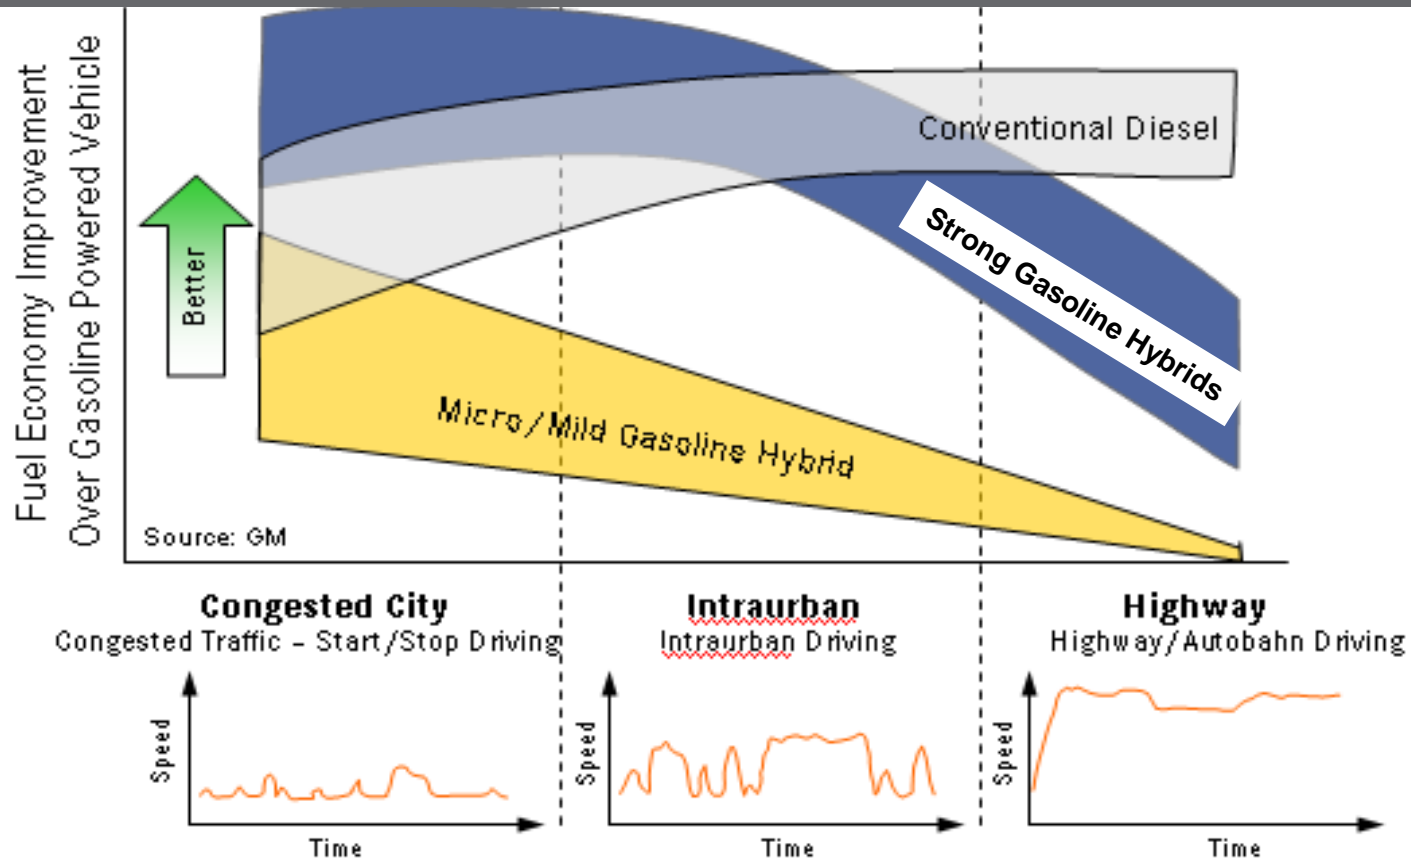 Fuel Economy Improvement
Over Gasoline Powered Vehicle
Better
Conventional Diesel
Strong Gasoline Hybrids
Micro/Mild Gasoline Hybrid
Source: GM
Congested City
Congested Traffic – Start/Stop Driving
Intraurban
Intraurban Driving
Highway
Highway/Autobahn Driving
Speed
Time
Speed
Time
Speed
Time